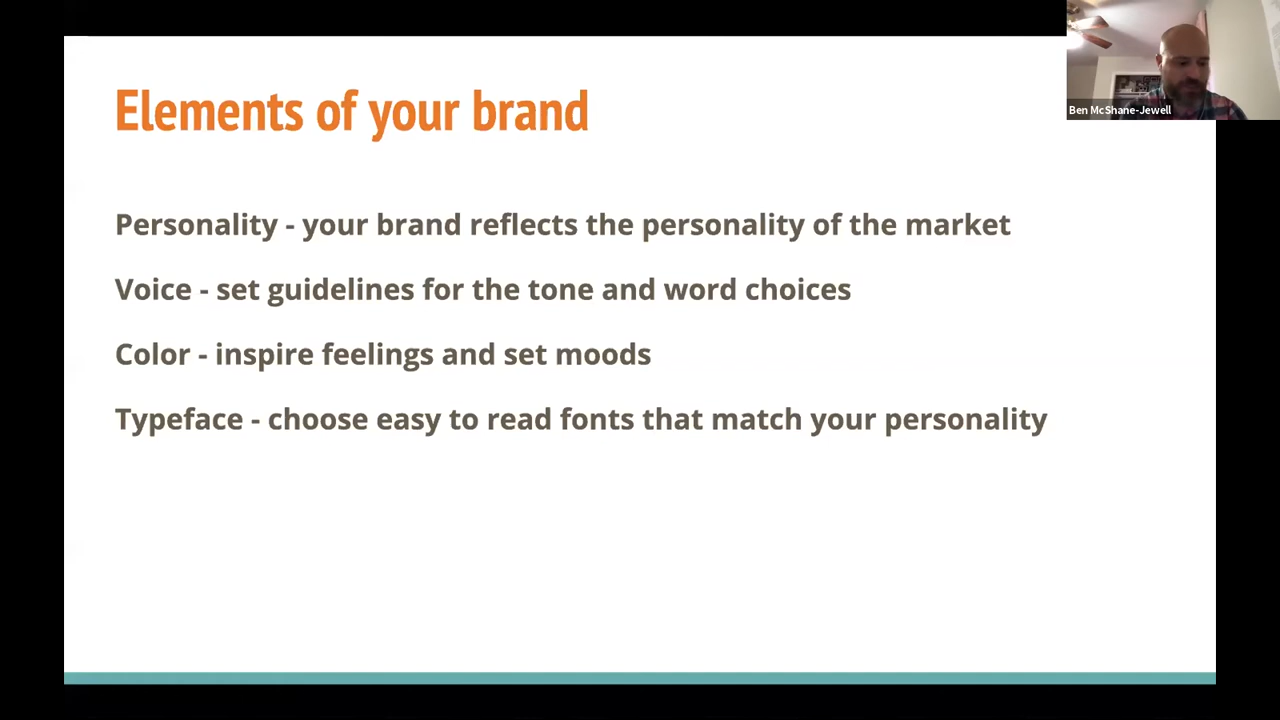 Elements of your brand
Ben McShane-Jewell
Personality - your brand reflects the personality of the market
Voice - set guidelines for the tone and word choices
Color - inspire feelings and set moods
Typeface - choose easy to read fonts that match your personality